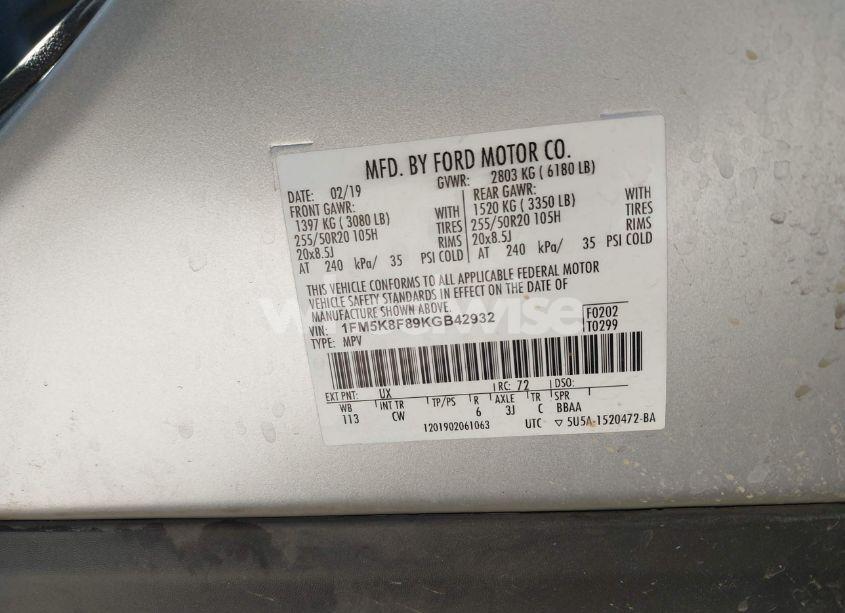 MFD. BY FORD MOTOR CO.
DATE: 02/19 GVWR: 2803 KG ( 6180 LB)
FRONT GAWR: REAR GAWR:
1397 KG ( 3080 LB) WITH 1520 KG ( 3350 LB) WITH
255/50R20 105H TIRES 255/50R20 105H TIRES
20x8.5J RIMS 20x8.5J RIMS
AT 240 kPa/ 35 PSI COLD AT 240 kPa/ 35 PSI COLD
THIS VEHICLE CONFORMS TO ALL APPLICABLE FEDERAL MOTOR
VEHICLE SAFETY STANDARDS IN EFFECT ON THE DATE OF
MANUFACTURE SHOWN ABOVE.
VIN: 1FM5K8F89KGB42932 F0202
TYPE: MPV T0299
EXT PNT: UX RC: 72 DSO:
WB INT TR TP/PS R AXLE TR SPR
113 CW 6 3J C BBAA
1201902061063 UTC ▽ 5U5A-1520472-BA